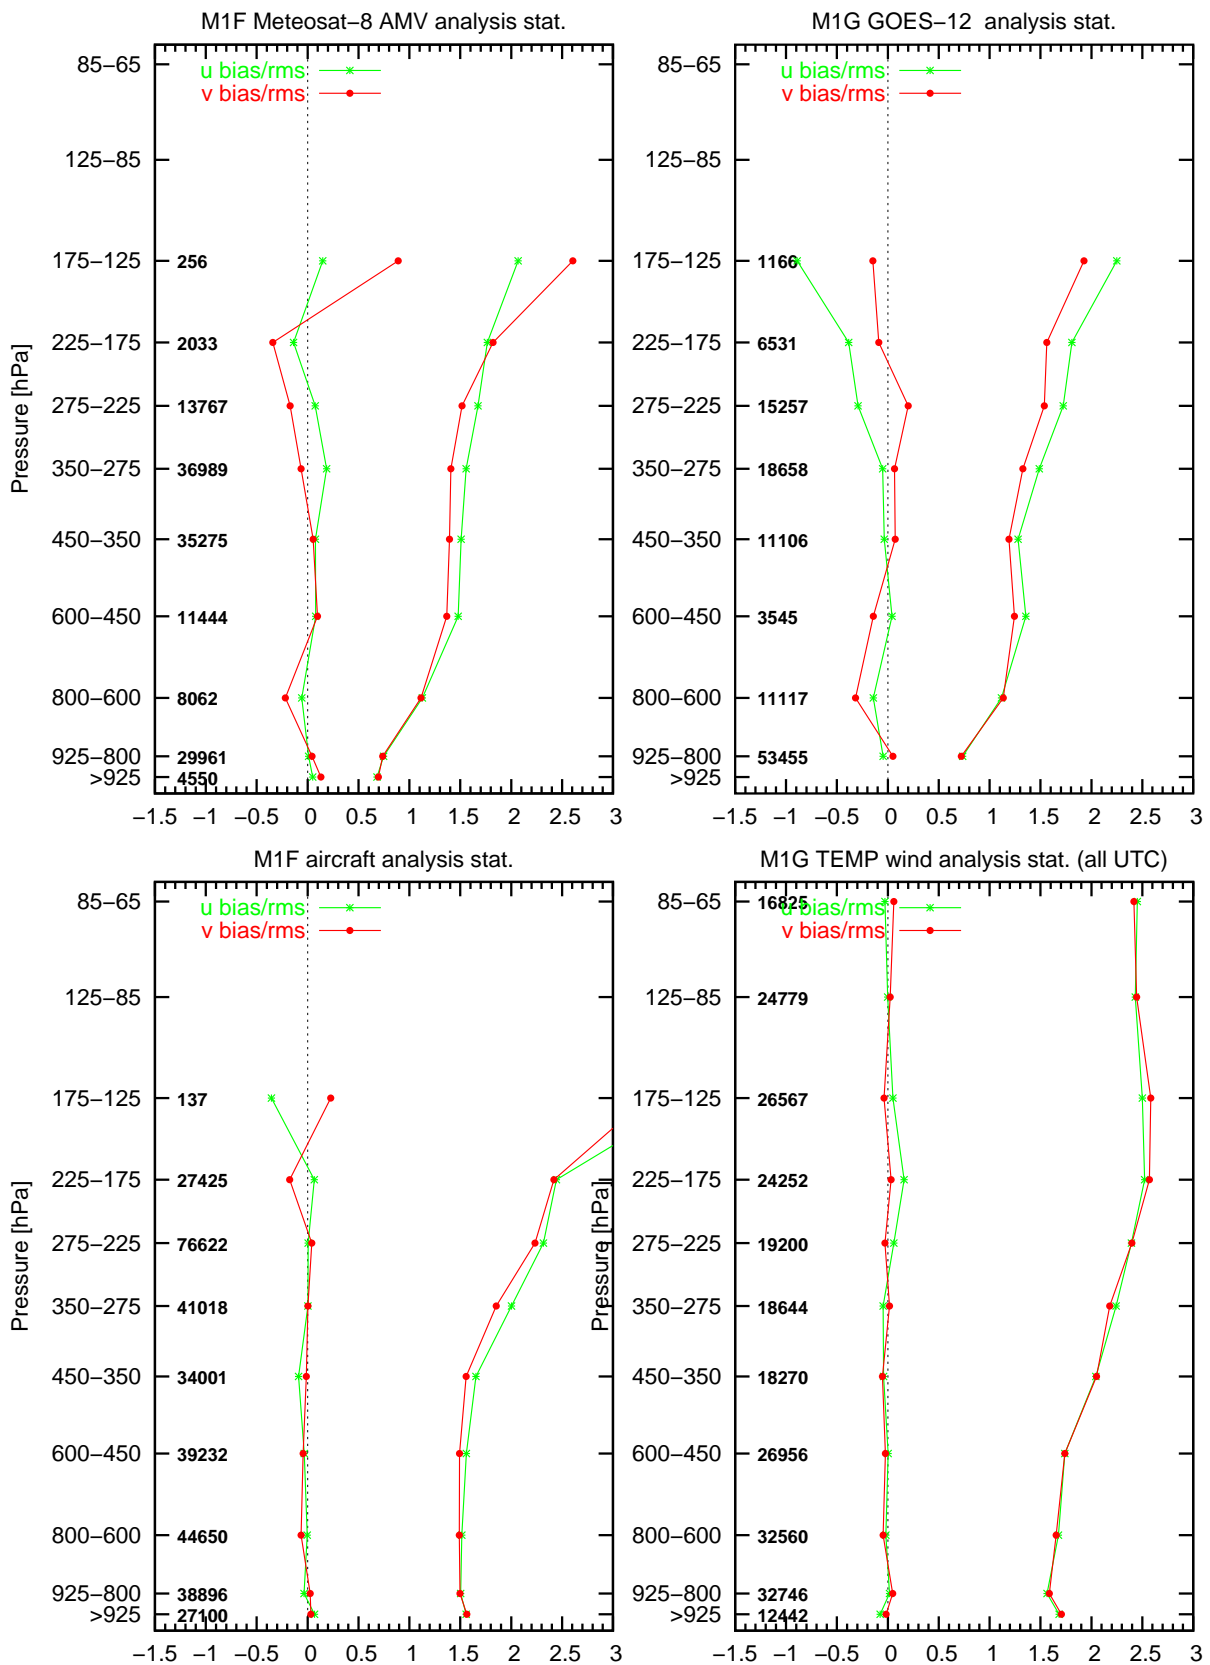 M1F Meteosat−8 AMV analysis stat.
u bias/rms
v bias/rms
Pressure [hPa]
85−65
125−85
175−125 256
225−175 2033
275−225 13767
350−275 36989
450−350 35275
600−450 11444
800−600 8062
925−800 29961
>925 4550
−1.5 −1 −0.5 0 0.5 1 1.5 2 2.5 3
M1G GOES−12 analysis stat.
u bias/rms
v bias/rms
85−65
125−85
175−125 1166
225−175 6531
275−225 15257
350−275 18658
450−350 11106
600−450 3545
800−600 11117
925−800 53455
>925
−1.5 −1 −0.5 0 0.5 1 1.5 2 2.5 3
M1F aircraft analysis stat.
u bias/rms
v bias/rms
Pressure [hPa]
85−65
125−85
175−125 137
225−175 27425
275−225 76622
350−275 41018
450−350 34001
600−450 39232
800−600 44650
925−800 38896
>925 27100
−1.5 −1 −0.5 0 0.5 1 1.5 2 2.5 3
M1G TEMP wind analysis stat. (all UTC)
u bias/rms
v bias/rms
Pressure [hPa]
85−65 16825
125−85 24779
175−125 26567
225−175 24252
275−225 19200
350−275 18644
450−350 18270
600−450 26956
800−600 32560
925−800 32746
>925 12442
−1.5 −1 −0.5 0 0.5 1 1.5 2 2.5 3